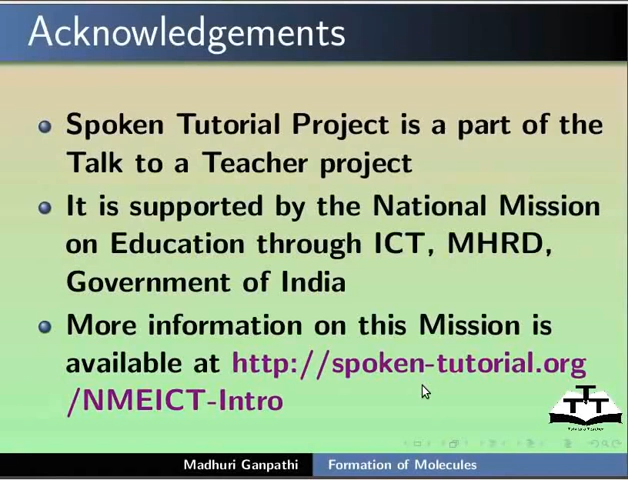 Acknowledgements
Spoken Tutorial Project is a part of the
Talk to a Teacher project
It is supported by the National Mission
on Education through ICT, MHRD,
Government of India
More information on this Mission is
available at http://spoken-tutorial.org
/NMEICT-Intro
TTT
Madhuri Ganpathi
Formation of Molecules